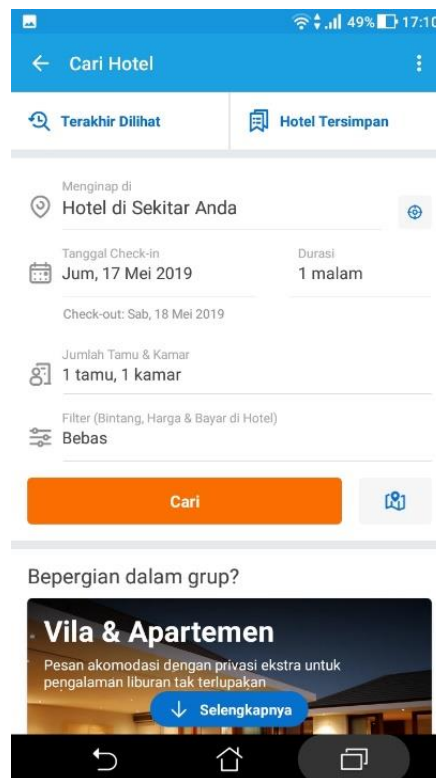 49% 17:10
Cari Hotel
Terakhir Dilihat Hotel Tersimpan
Menginap di
Hotel di Sekitar Anda
Tanggal Check-in Durasi
Jum, 17 Mei 2019 1 malam
Check-out: Sab, 18 Mei 2019
Jumlah Tamu & Kamar
1 tamu, 1 kamar
Filter (Bintang, Harga & Bayar di Hotel)
Bebas
Cari
Bepergian dalam grup?
Vila & Apartemen
Pesan akomodasi dengan privasi ekstra untuk
pengalaman liburan tak terlupakan
Selengkapnya